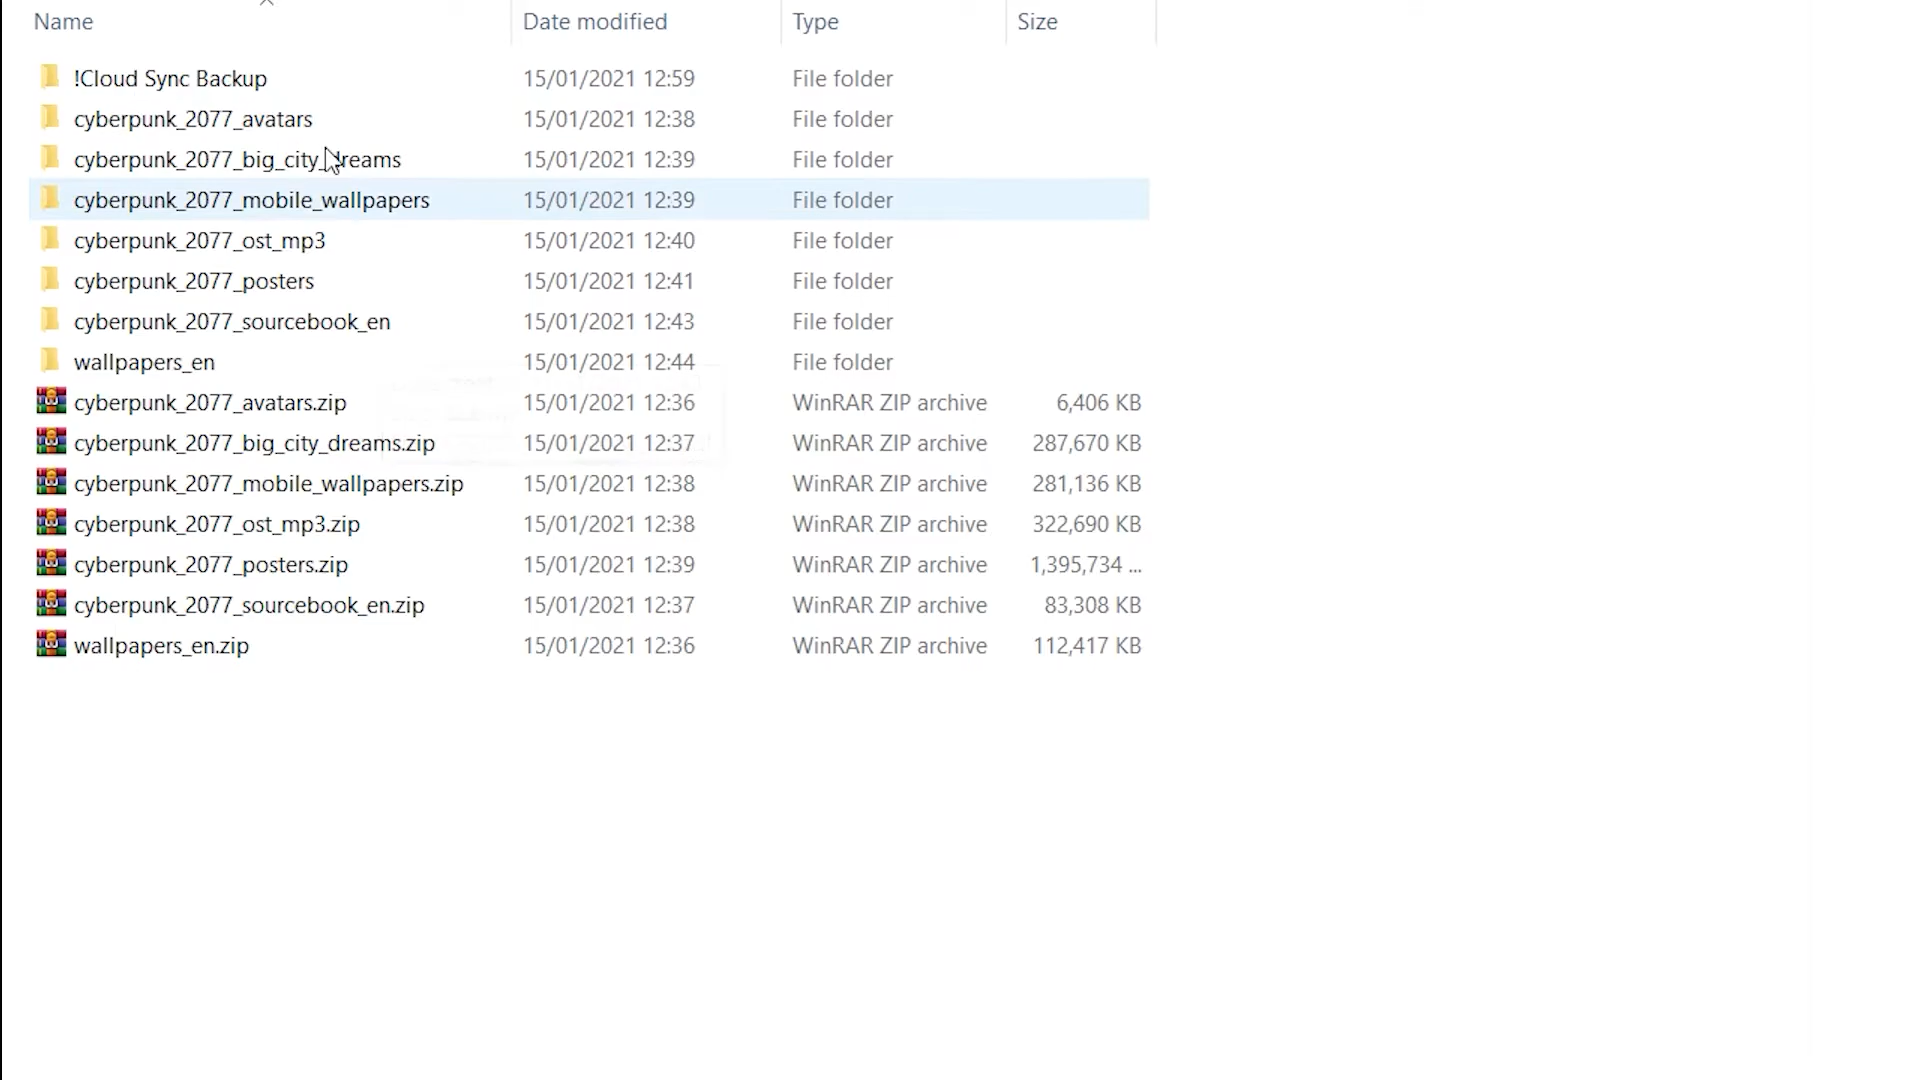 Name Date modified Type Size
!Cloud Sync Backup 15/01/2021 12:59 File folder
cyberpunk_2077_avatars 15/01/2021 12:38 File folder
cyberpunk_2077_big_city_dreams 15/01/2021 12:39 File folder
cyberpunk_2077_mobile_wallpapers 15/01/2021 12:39 File folder
cyberpunk_2077_ost_mp3 15/01/2021 12:40 File folder
cyberpunk_2077_posters 15/01/2021 12:41 File folder
cyberpunk_2077_sourcebook_en 15/01/2021 12:43 File folder
wallpapers_en 15/01/2021 12:44 File folder
cyberpunk_2077_avatars.zip 15/01/2021 12:36 WinRAR ZIP archive 6,406 KB
cyberpunk_2077_big_city_dreams.zip 15/01/2021 12:37 WinRAR ZIP archive 287,670 KB
cyberpunk_2077_mobile_wallpapers.zip 15/01/2021 12:38 WinRAR ZIP archive 281,136 KB
cyberpunk_2077_ost_mp3.zip 15/01/2021 12:38 WinRAR ZIP archive 322,690 KB
cyberpunk_2077_posters.zip 15/01/2021 12:39 WinRAR ZIP archive 1,395,734 ...
cyberpunk_2077_sourcebook_en.zip 15/01/2021 12:37 WinRAR ZIP archive 83,308 KB
wallpapers_en.zip 15/01/2021 12:36 WinRAR ZIP archive 112,417 KB